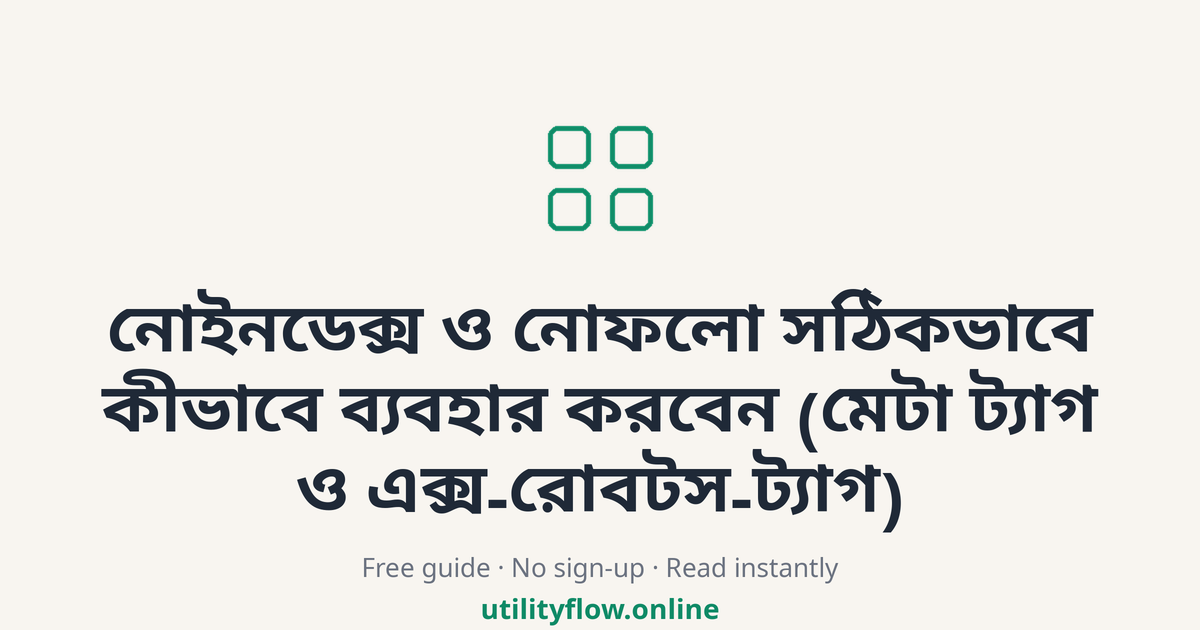 নোইনডেক্স ও নোফলো সঠিকভাবে
কীভাবে ব্যবহার করবেন (মেটা ট্যাগ
ও এক্স-রোবটস-ট্যাগ)
Free guide · No sign-up · Read instantly
utilityflow.online